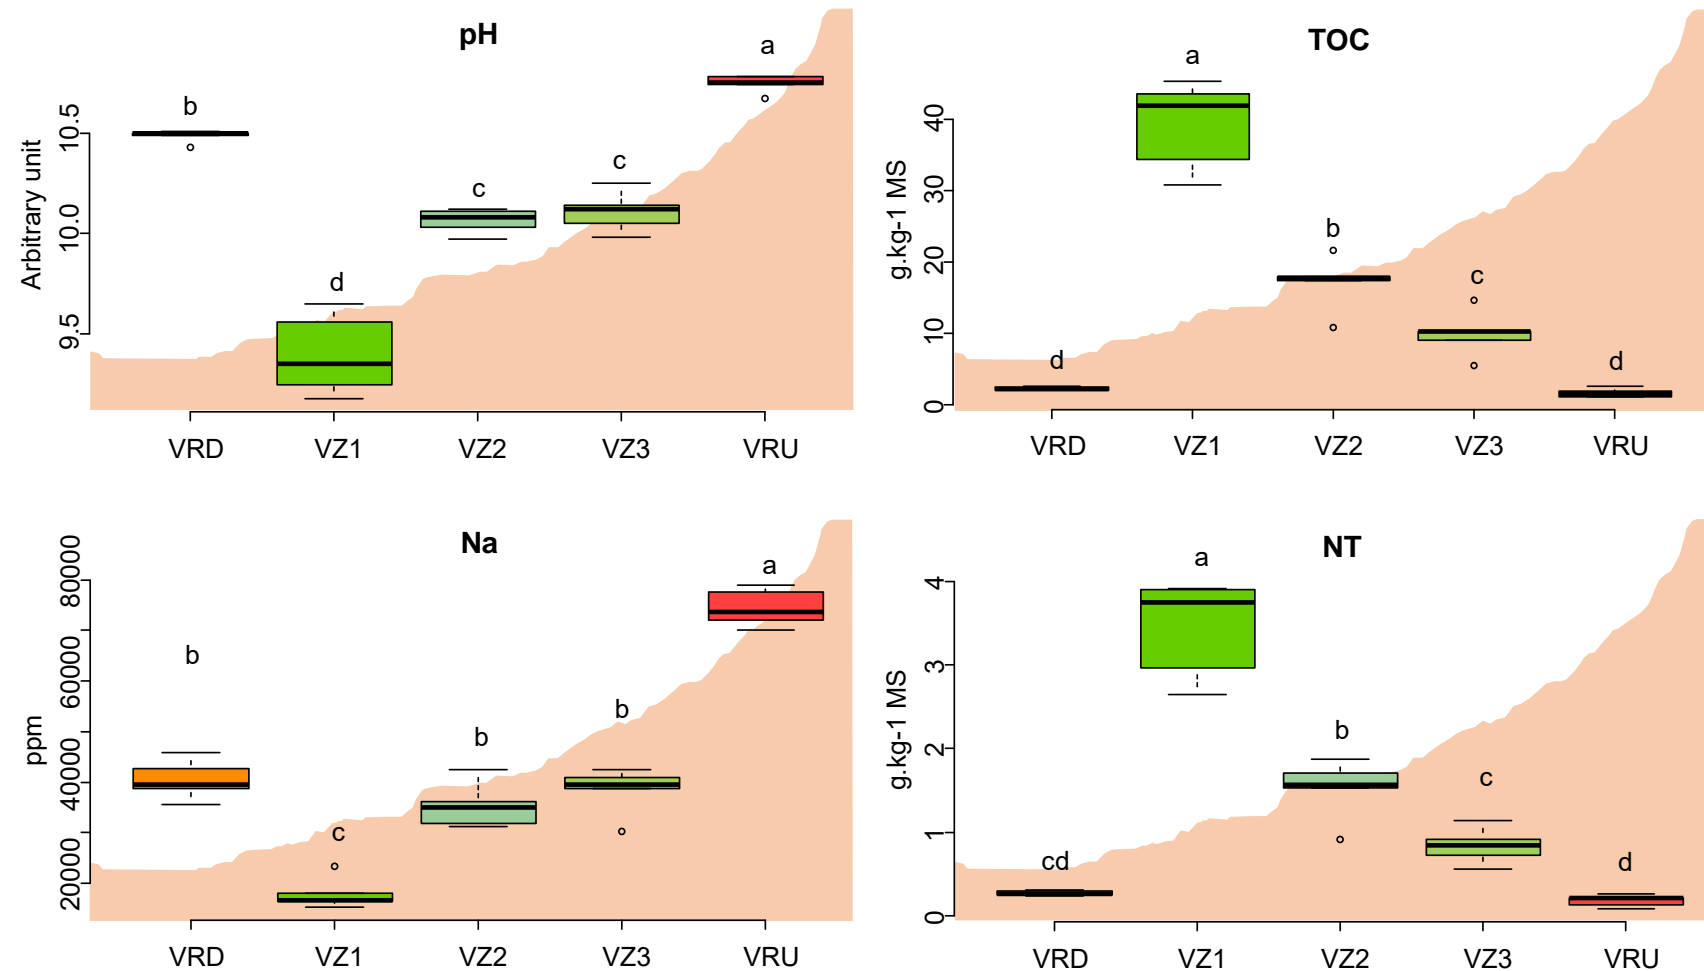 pH
Arbitrary unit
10.5
10.0
9.5
b
d
c
c
a
VRD VZ1 VZ2 VZ3 VRU
TOC
g.kg-1 MS
40
30
20
10
0
d
a
b
c
d
VRD VZ1 VZ2 VZ3 VRU
Na
ppm
80000
60000
40000
20000
b
c
b
b
a
VRD VZ1 VZ2 VZ3 VRU
NT
g.kg-1 MS
4
3
2
1
0
cd
a
b
c
d
VRD VZ1 VZ2 VZ3 VRU